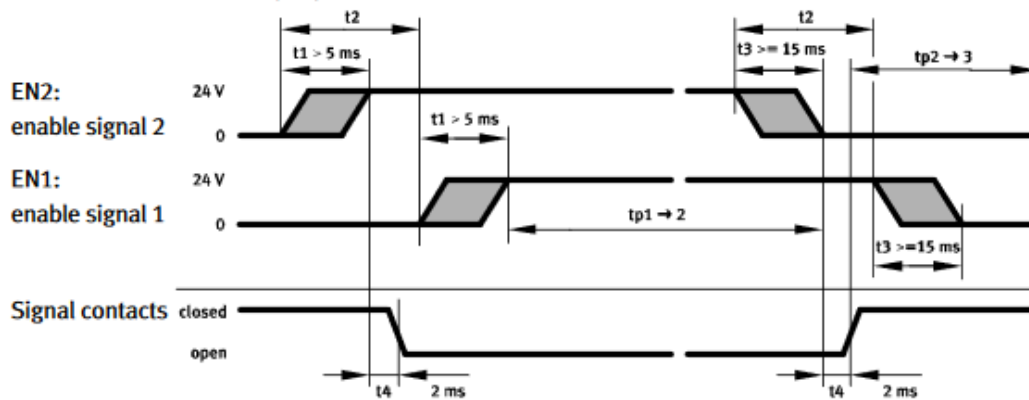 t2 t2
t1 > 5 ms t3 >= 15 ms tp2 → 3
EN2: 24 V
enable signal 2 0
t1 > 5 ms
EN1: 24 V
enable signal 1 0
tp1 → 2
t3 >=15 ms
Signal contacts closed
open
t4 2 ms t4 2 ms